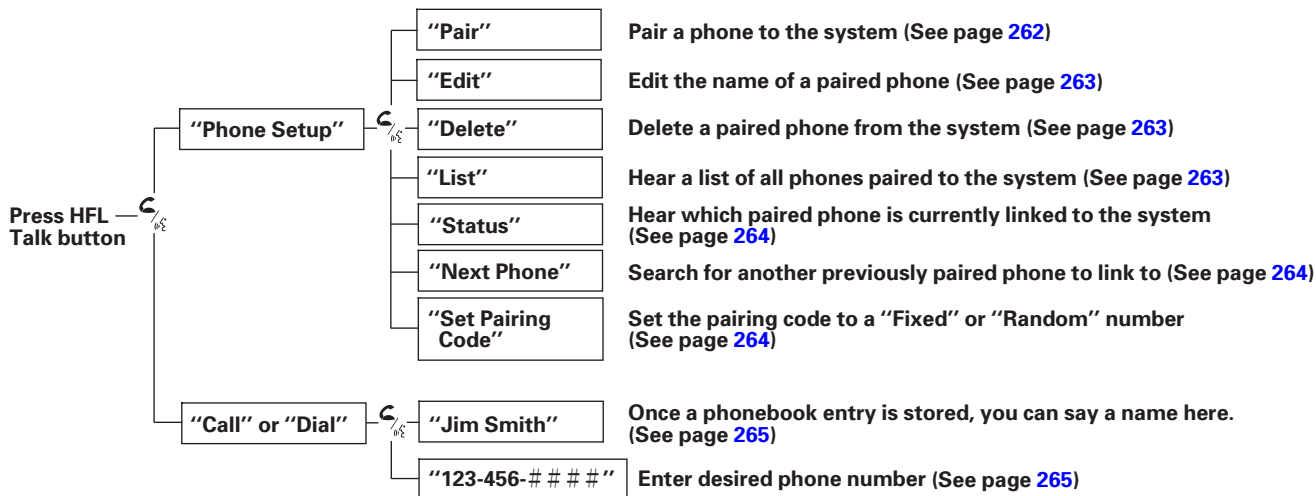 "Pair" Pair a phone to the system (See page 262)
"Edit" Edit the name of a paired phone (See page 263)
"Phone Setup" "Delete" Delete a paired phone from the system (See page 263)
"List" Hear a list of all phones paired to the system (See page 263)
Press HFL
Talk button
"Status" Hear which paired phone is currently linked to the system
(See page 264)
"Next Phone" Search for another previously paired phone to link to (See page 264)
"Set Pairing
Code"
Set the pairing code to a "Fixed" or "Random" number
(See page 264)
"Call" or "Dial" "Jim Smith" Once a phonebook entry is stored, you can say a name here.
(See page 265)
"123-456-####" Enter desired phone number (See page 265)